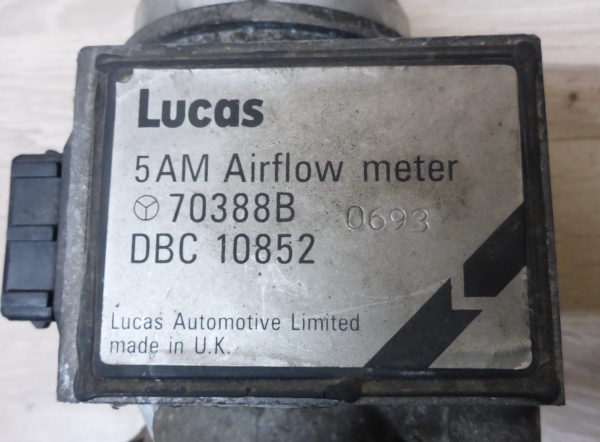 Lucas
5AM Airflow meter
70388B 0693
DBC 10852
Lucas Automotive Limited
made in U.K.